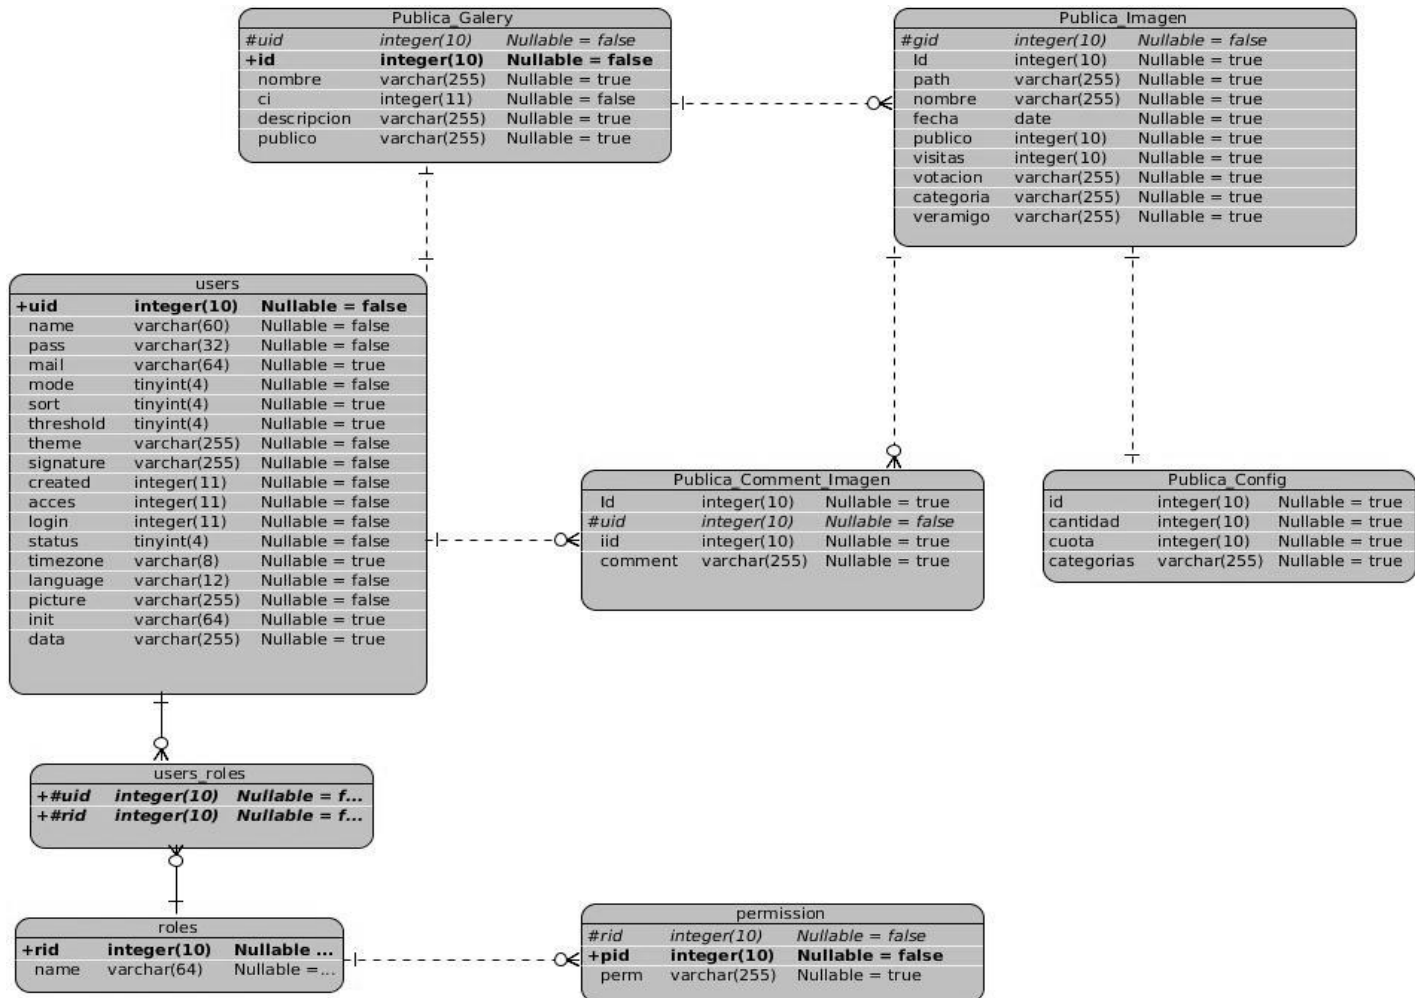 Publica_Galery
#uid integer(10) Nullable = false
+id integer(10) Nullable = false
nombre varchar(255) Nullable = true
ci integer(11) Nullable = false
descripcion varchar(255) Nullable = true
publico varchar(255) Nullable = true
Publica_Imagen
#gid integer(10) Nullable = false
Id integer(10) Nullable = true
path varchar(255) Nullable = true
nombre varchar(255) Nullable = true
fecha date Nullable = true
publico integer(10) Nullable = true
visitas integer(10) Nullable = true
votacion varchar(255) Nullable = true
categoria varchar(255) Nullable = true
veramigo varchar(255) Nullable = true
users
+uid integer(10) Nullable = false
name varchar(60) Nullable = false
pass varchar(32) Nullable = false
mail varchar(64) Nullable = true
mode tinyint(4) Nullable = false
sort tinyint(4) Nullable = true
threshold tinyint(4) Nullable = true
theme varchar(255) Nullable = false
signature varchar(255) Nullable = false
created integer(11) Nullable = false
acces integer(11) Nullable = false
login integer(11) Nullable = false
status tinyint(4) Nullable = false
timezone varchar(8) Nullable = true
language varchar(12) Nullable = false
picture varchar(255) Nullable = false
init varchar(64) Nullable = true
data varchar(255) Nullable = true
Publica_Comment_Imagen
Id integer(10) Nullable = true
#uid integer(10) Nullable = false
iid integer(10) Nullable = true
comment varchar(255) Nullable = true
Publica_Config
id integer(10) Nullable = true
cantidad integer(10) Nullable = true
cuota integer(10) Nullable = true
categorias varchar(255) Nullable = true
users_roles
+#uid integer(10) Nullable = f...
+#rid integer(10) Nullable = f...
roles
+rid integer(10) Nullable ...
name varchar(64) Nullable =...
permission
#rid integer(10) Nullable = false
+pid integer(10) Nullable = false
perm varchar(255) Nullable = true